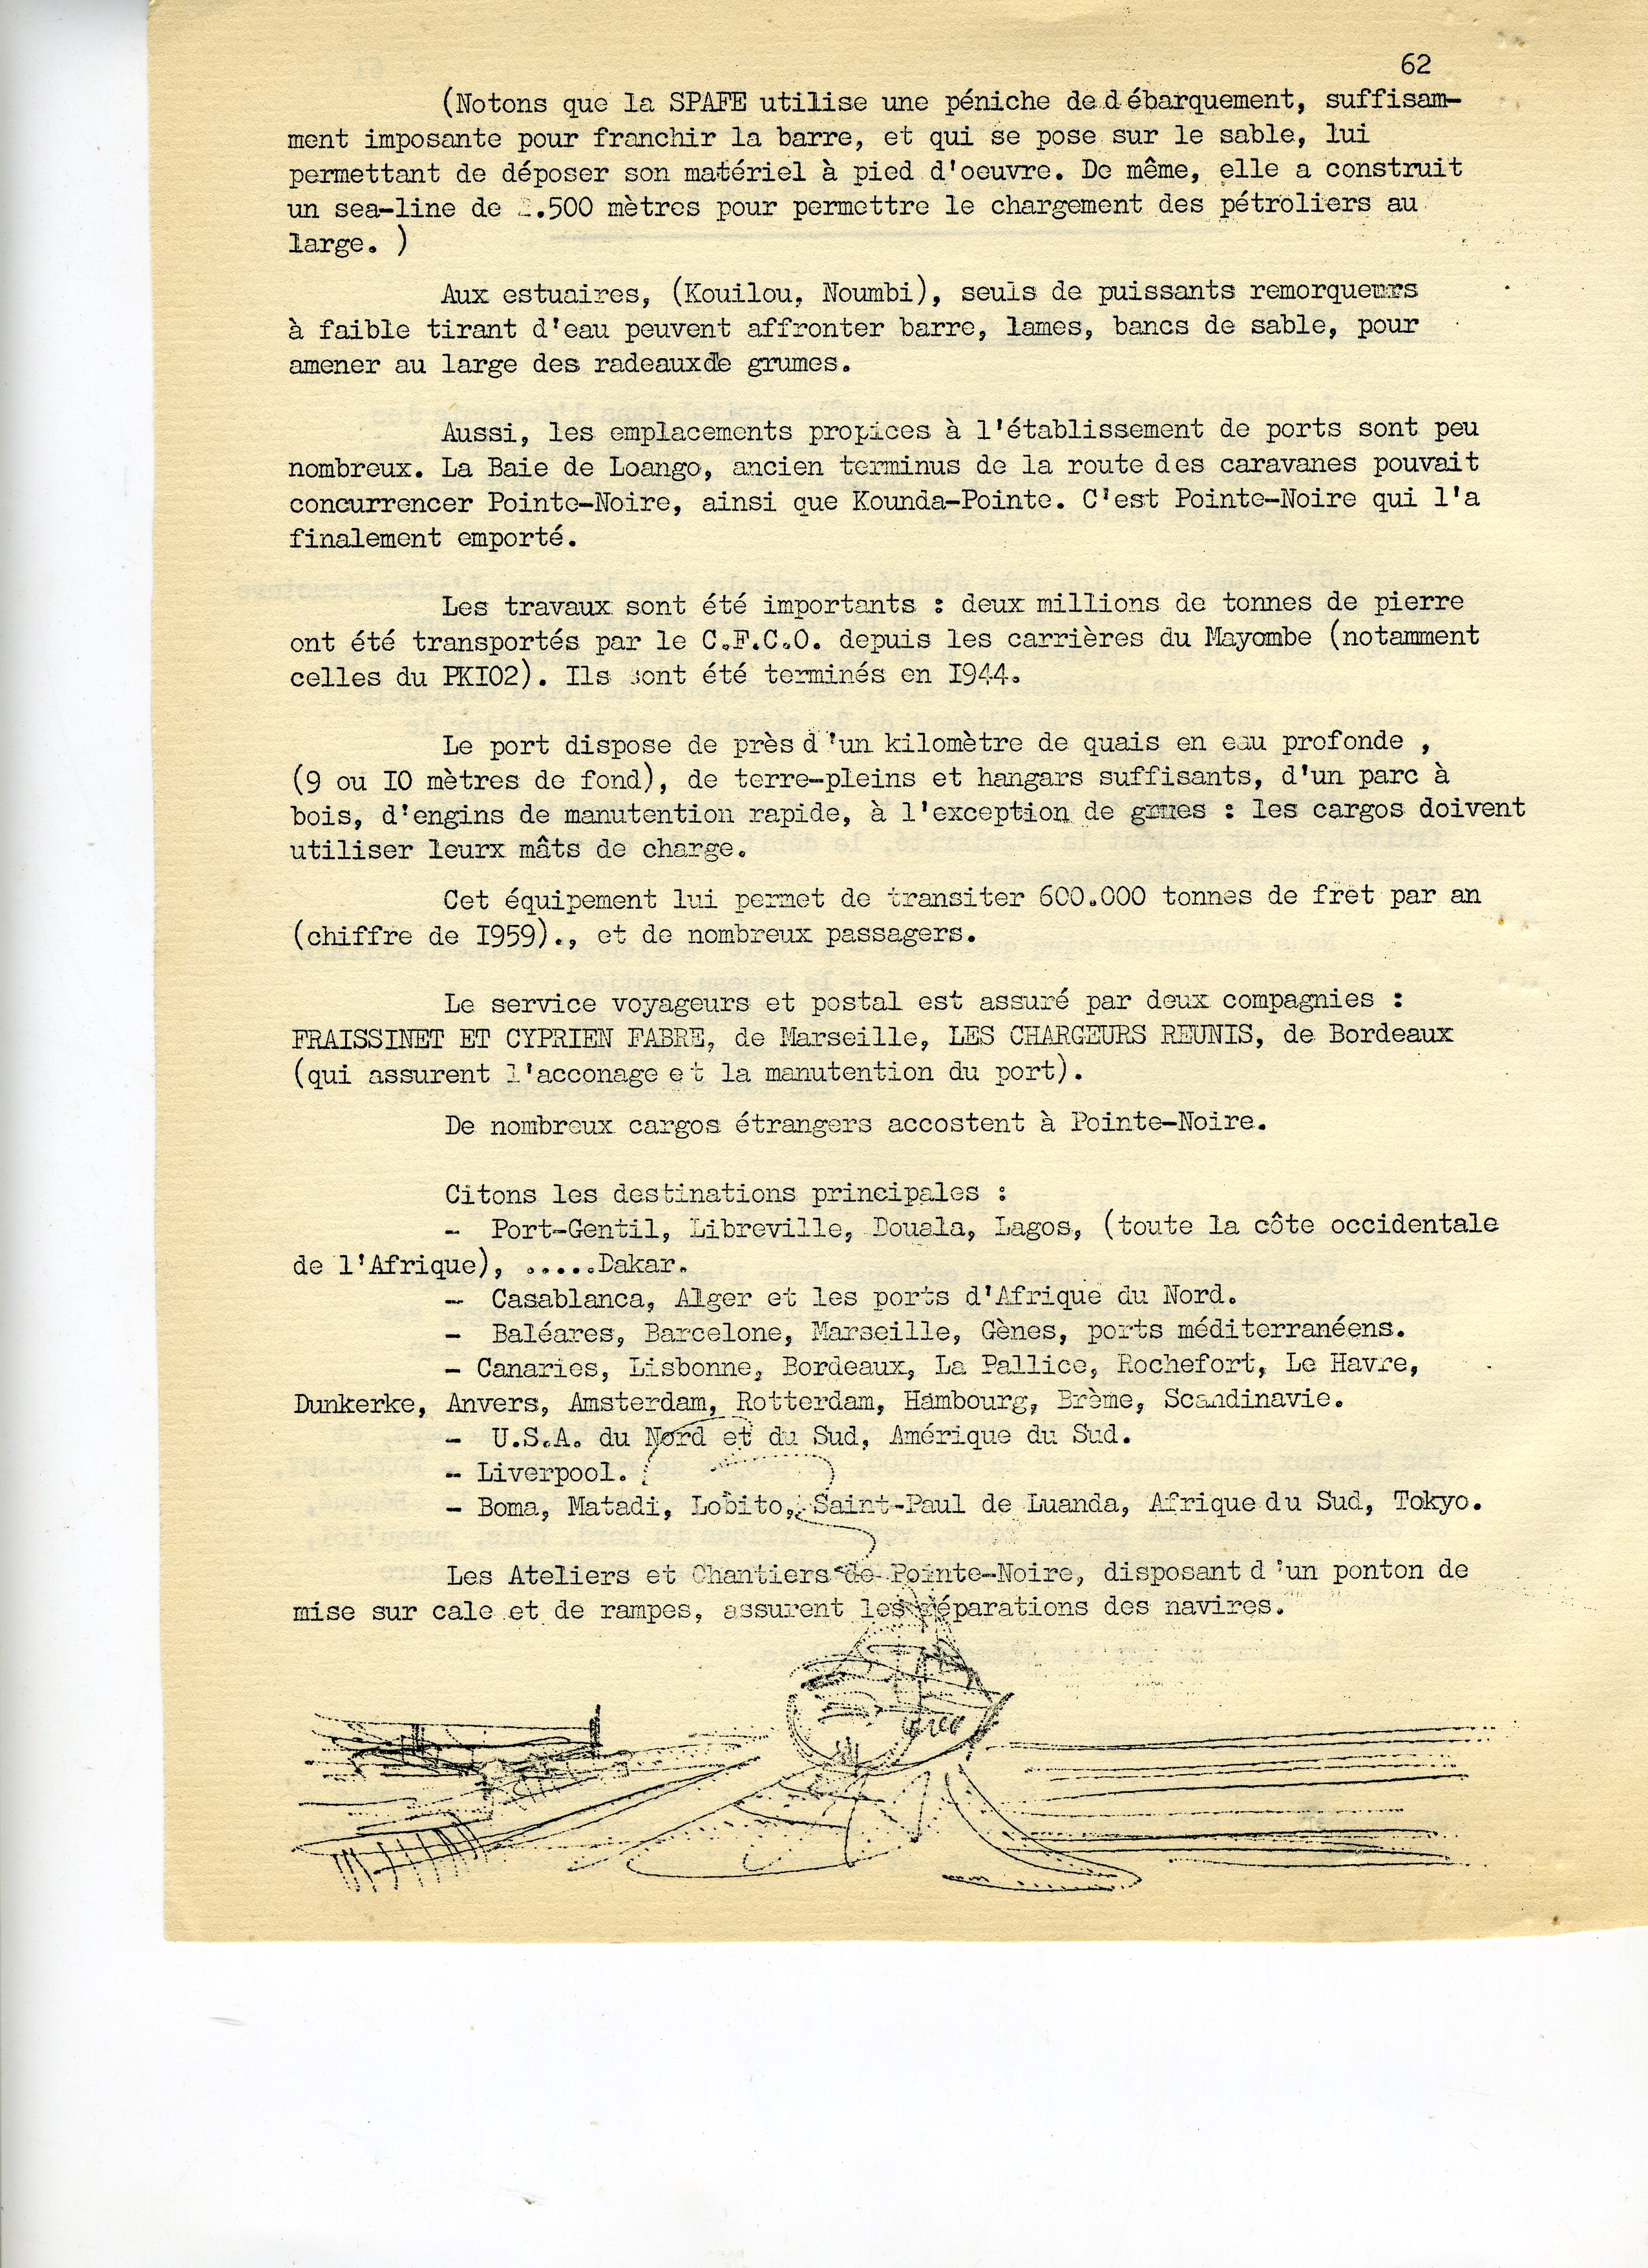 62
(Notons que la SPAFE utilise une péniche de débarquement, suffisam-
ment imposante pour franchir la barre, et qui se pose sur le sable, lui
permettant de déposer son matériel à pied d'oeuvre. De même, elle a construit
un sea-line de .500 mètres pour permettre le chargement des pétroliers au
large. )
Aux estuaires, (Kouilou, Noumbi), seuls de puissants remorqueurs
à faible tirant d'eau peuvent affronter barre, lames, bancs de sable, pour
amener au large des radeauxde grumes.
Aussi, les emplacements propices à l'établissement de ports sont peu
nombreux. La Baie de Loango, ancien terminus de la route des caravanes pouvait
concurrencer Pointe-Noire, ainsi que Kounda-Pointe. C'est Pointe-Noire qui l'a
finalement emporté.
Les travaux sont été importants : deux millions de tonnes de pierre
ont été transportés par le C.F.C.O. depuis les carrières du Mayombe (notamment
celles du PKI02). Ils sont été terminés en I944.
Le port dispose de près d'un kilomètre de quais en eau profonde ,
(9 ou I0 mètres de fond), de terre-pleins et hangars suffisants, d'un parc à
bois, d'engins de manutention rapide, à l'exception de grues : les cargos doivent
utiliser leurx mâts de charge.
Cet équipement lui permet de transiter 600.000 tonnes de fret par an
(chiffre de I959)., et de nombreux passagers.
Le service voyageurs et postal est assuré par deux compagnies :
FRAISSINET ET CYPRIEN FABRE, de Marseille, LES CHARGEURS REUNIS, de Bordeaux
(qui assurent l'acconage et la manutention du port).
De nombreux cargos étrangers accostent à Pointe-Noire.
Citons les destinations principales :
- Port-Gentil, Libreville, Douala, Lagos, (toute la côte occidentale
de l'Afrique), .....Dakar.
- Casablanca, Alger et les ports d'Afrique du Nord.
- Baléares, Barcelone, Marseille, Gènes, ports méditerranéens.
- Canaries, Lisbonne, Bordeaux, La Pallice, Rochefort, Le Havre,
Dunkerke, Anvers, Amsterdam, Rotterdam, Hambourg, Brème, Scandinavie.
- U.S.A. du Nord et du Sud, Amérique du Sud.
- Liverpool.
- Boma, Matadi, Lobito, Saint-Paul de Luanda, Afrique du Sud, Tokyo.
Les Ateliers et Chantiers de Pointe-Noire, disposant d'un ponton de
mise sur cale et de rampes, assurent les réparations des navires.